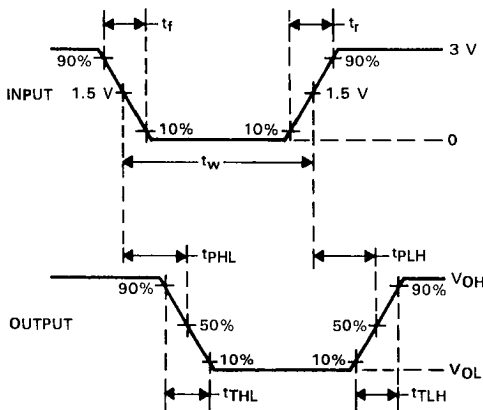 tf tr
90% 90% 3 V
INPUT 1.5 V 1.5 V
10% 10% 0
tw
tPHL tPLH
90% 90% VOH
OUTPUT 50% 50%
10% 10% VOL
tTHL tTLH